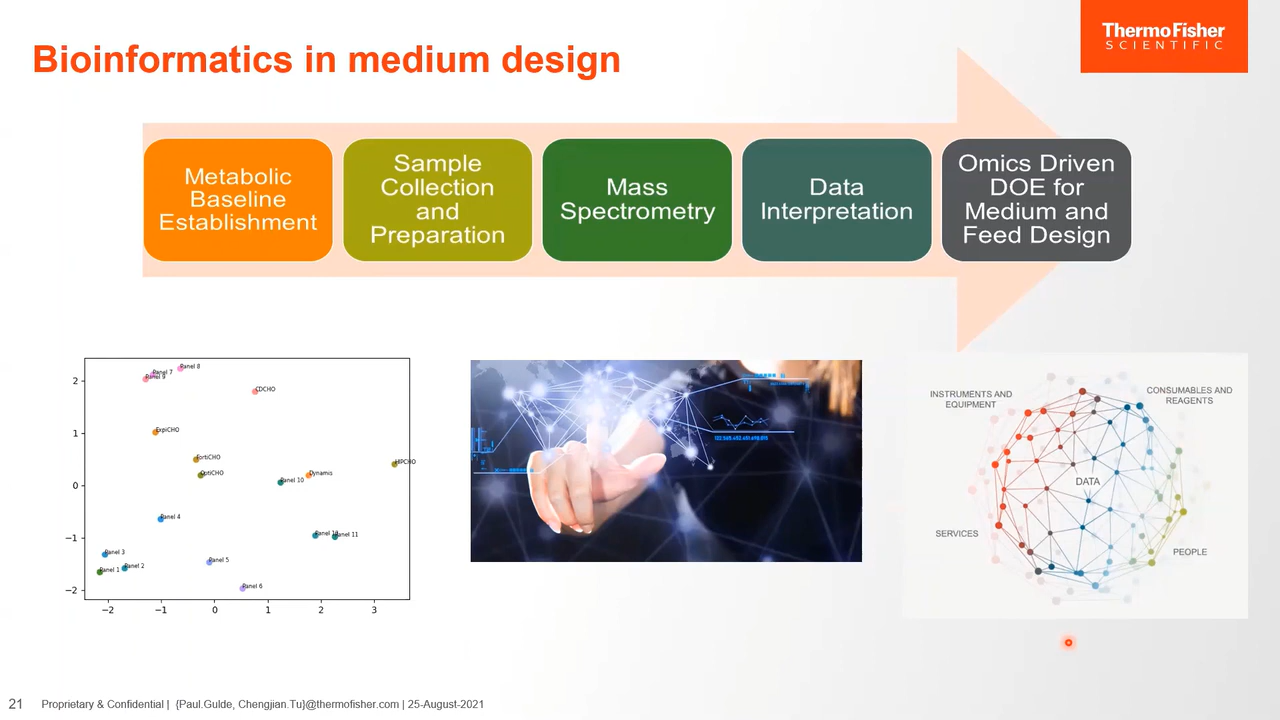 Bioinformatics in medium design
ThermoFisher
SCIENTIFIC
Metabolic
Baseline
Establishment
Sample
Collection
and
Preparation
Mass
Spectrometry
Data
Interpretation
Omics Driven
DOE for
Medium and
Feed Design
2
1
0
−1
−2
−2
−1
0
1
2
3
Panel 7
Panel 8
Panel 9
CDCHO
ExpiCHO
FortiCHO
OptiCHO
Dynamis
HIPCHO
Panel 10
Panel 4
Panel 11
Panel 3
Panel 1
Panel 2
Panel 5
Panel 6
INSTRUMENTS AND
EQUIPMENT
CONSUMABLES AND
REAGENTS
DATA
SERVICES
PEOPLE
21
Proprietary & Confidential | {Paul.Gulde, Chengjian.Tu}@thermofisher.com | 25-August-2021